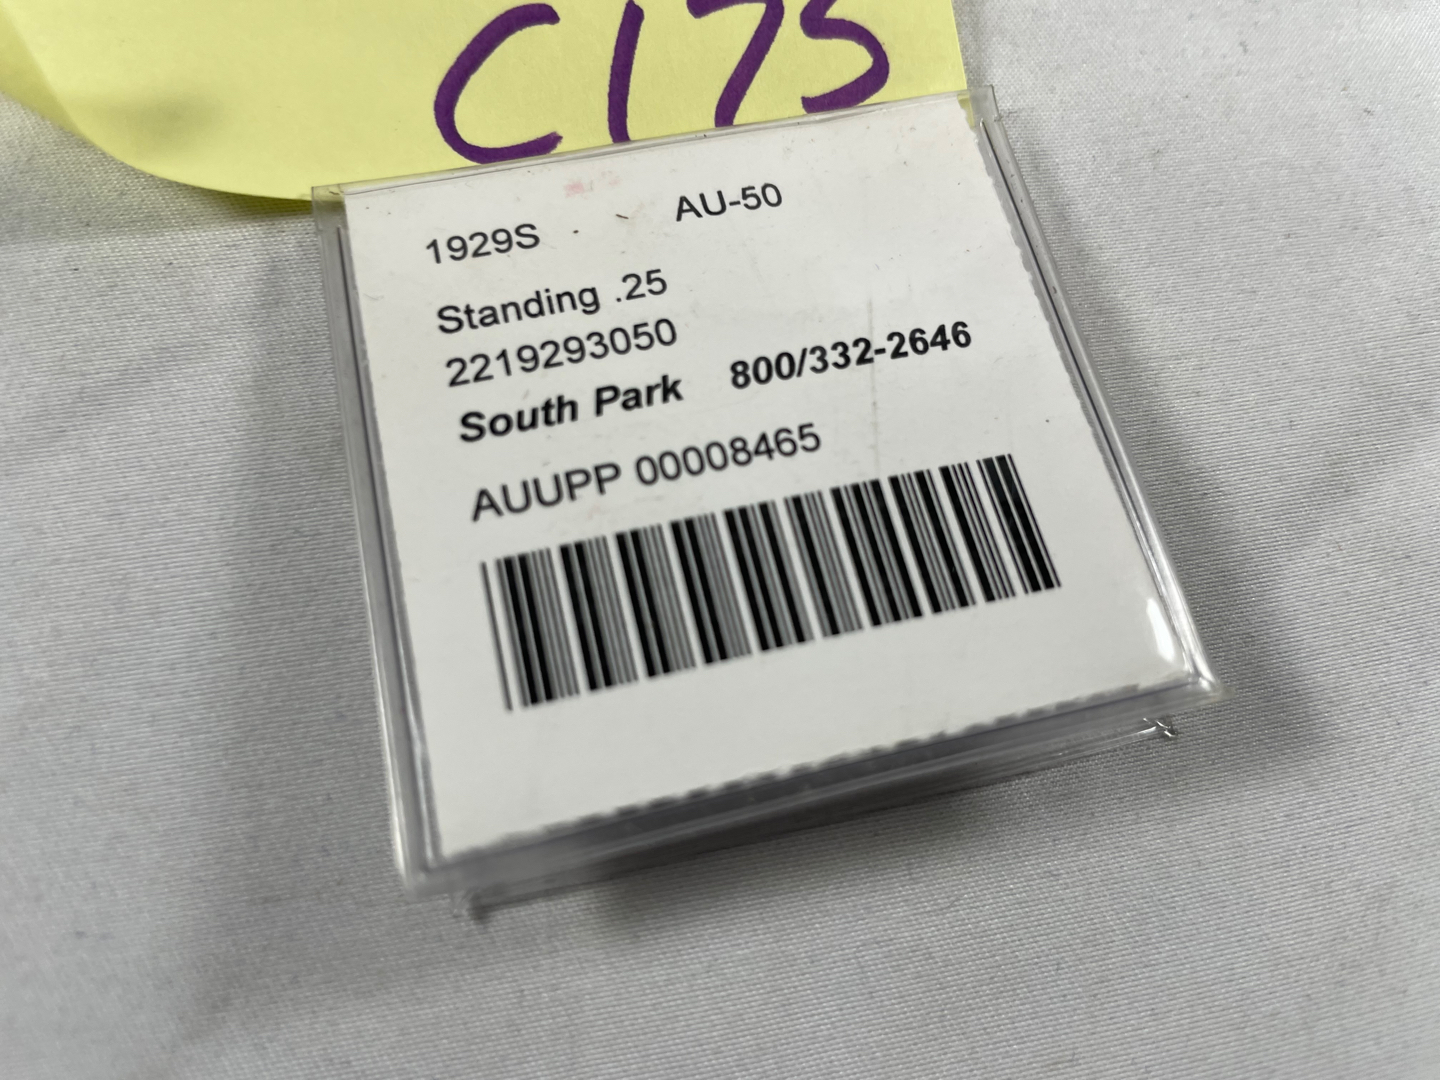 C175
1929S AU-50
Standing .25
2219293050
South Park 800/332-2646
AUUPP 00008465